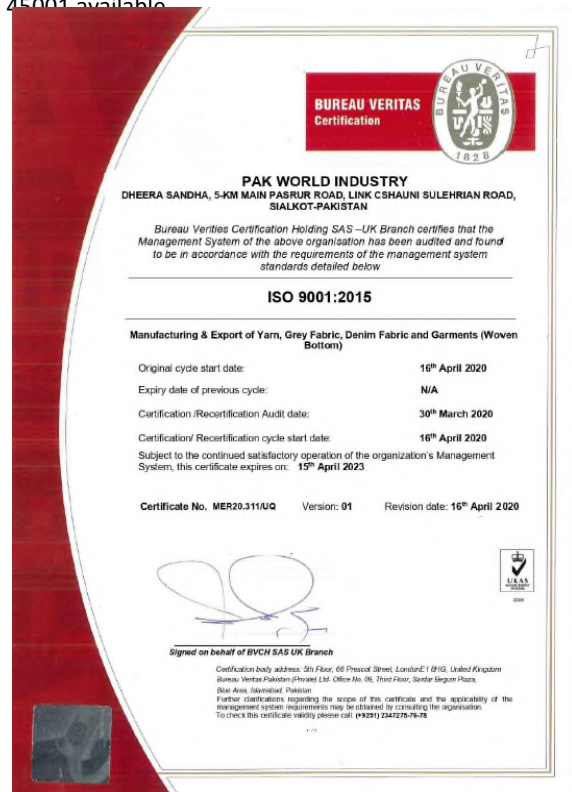 45001 available
BUREAU VERITAS
Certification
BUREAU VERITAS
1828
PAK WORLD INDUSTRY
DHEERA SANDHA, 5-KM MAIN PASRUR ROAD, LINK CSHAUNI SULEHRIAN ROAD,
SIALKOT-PAKISTAN
Bureau Verities Certification Holding SAS –UK Branch certifies that the
Management System of the above organisation has been audited and found
to be in accordance with the requirements of the management system
standards detailed below
ISO 9001:2015
Manufacturing & Export of Yarn, Grey Fabric, Denim Fabric and Garments (Woven
Bottom)
Original cycle start date: 16th April 2020
Expiry date of previous cycle: N/A
Certification /Recertification Audit date: 30th March 2020
Certification/ Recertification cycle start date: 16th April 2020
Subject to the continued satisfactory operation of the organization's Management
System, this certificate expires on: 15th April 2023
Certificate No. MER20.311/UQ Version: 01 Revision date: 16th April 2020
UKAS
Signed on behalf of BVCH SAS UK Branch
Certification body address: 5th Floor, 66 Prescot Street, LondonE1 8HG, United Kingdom
Bureau Veritas Pakistan (Private) Ltd- Office No. 09, Third Floor, Sardar Begum Plaza,
Blue Area, Islamabad, Pakistan
Further clarifications regarding the scope of this certificate and the applicability of the
management system requirements may be obtained by consulting the organisation.
To check this certificate validity please call: (+9251) 2347275-76-78